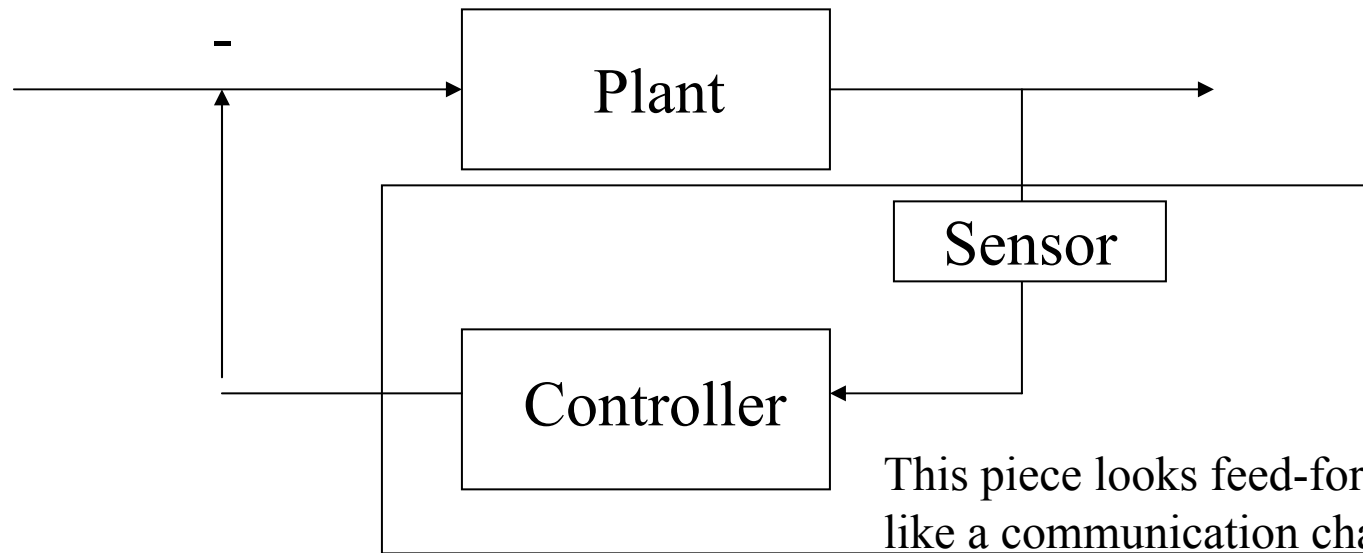 -
Plant
Sensor
Controller
This piece looks feed-for
like a communication cha